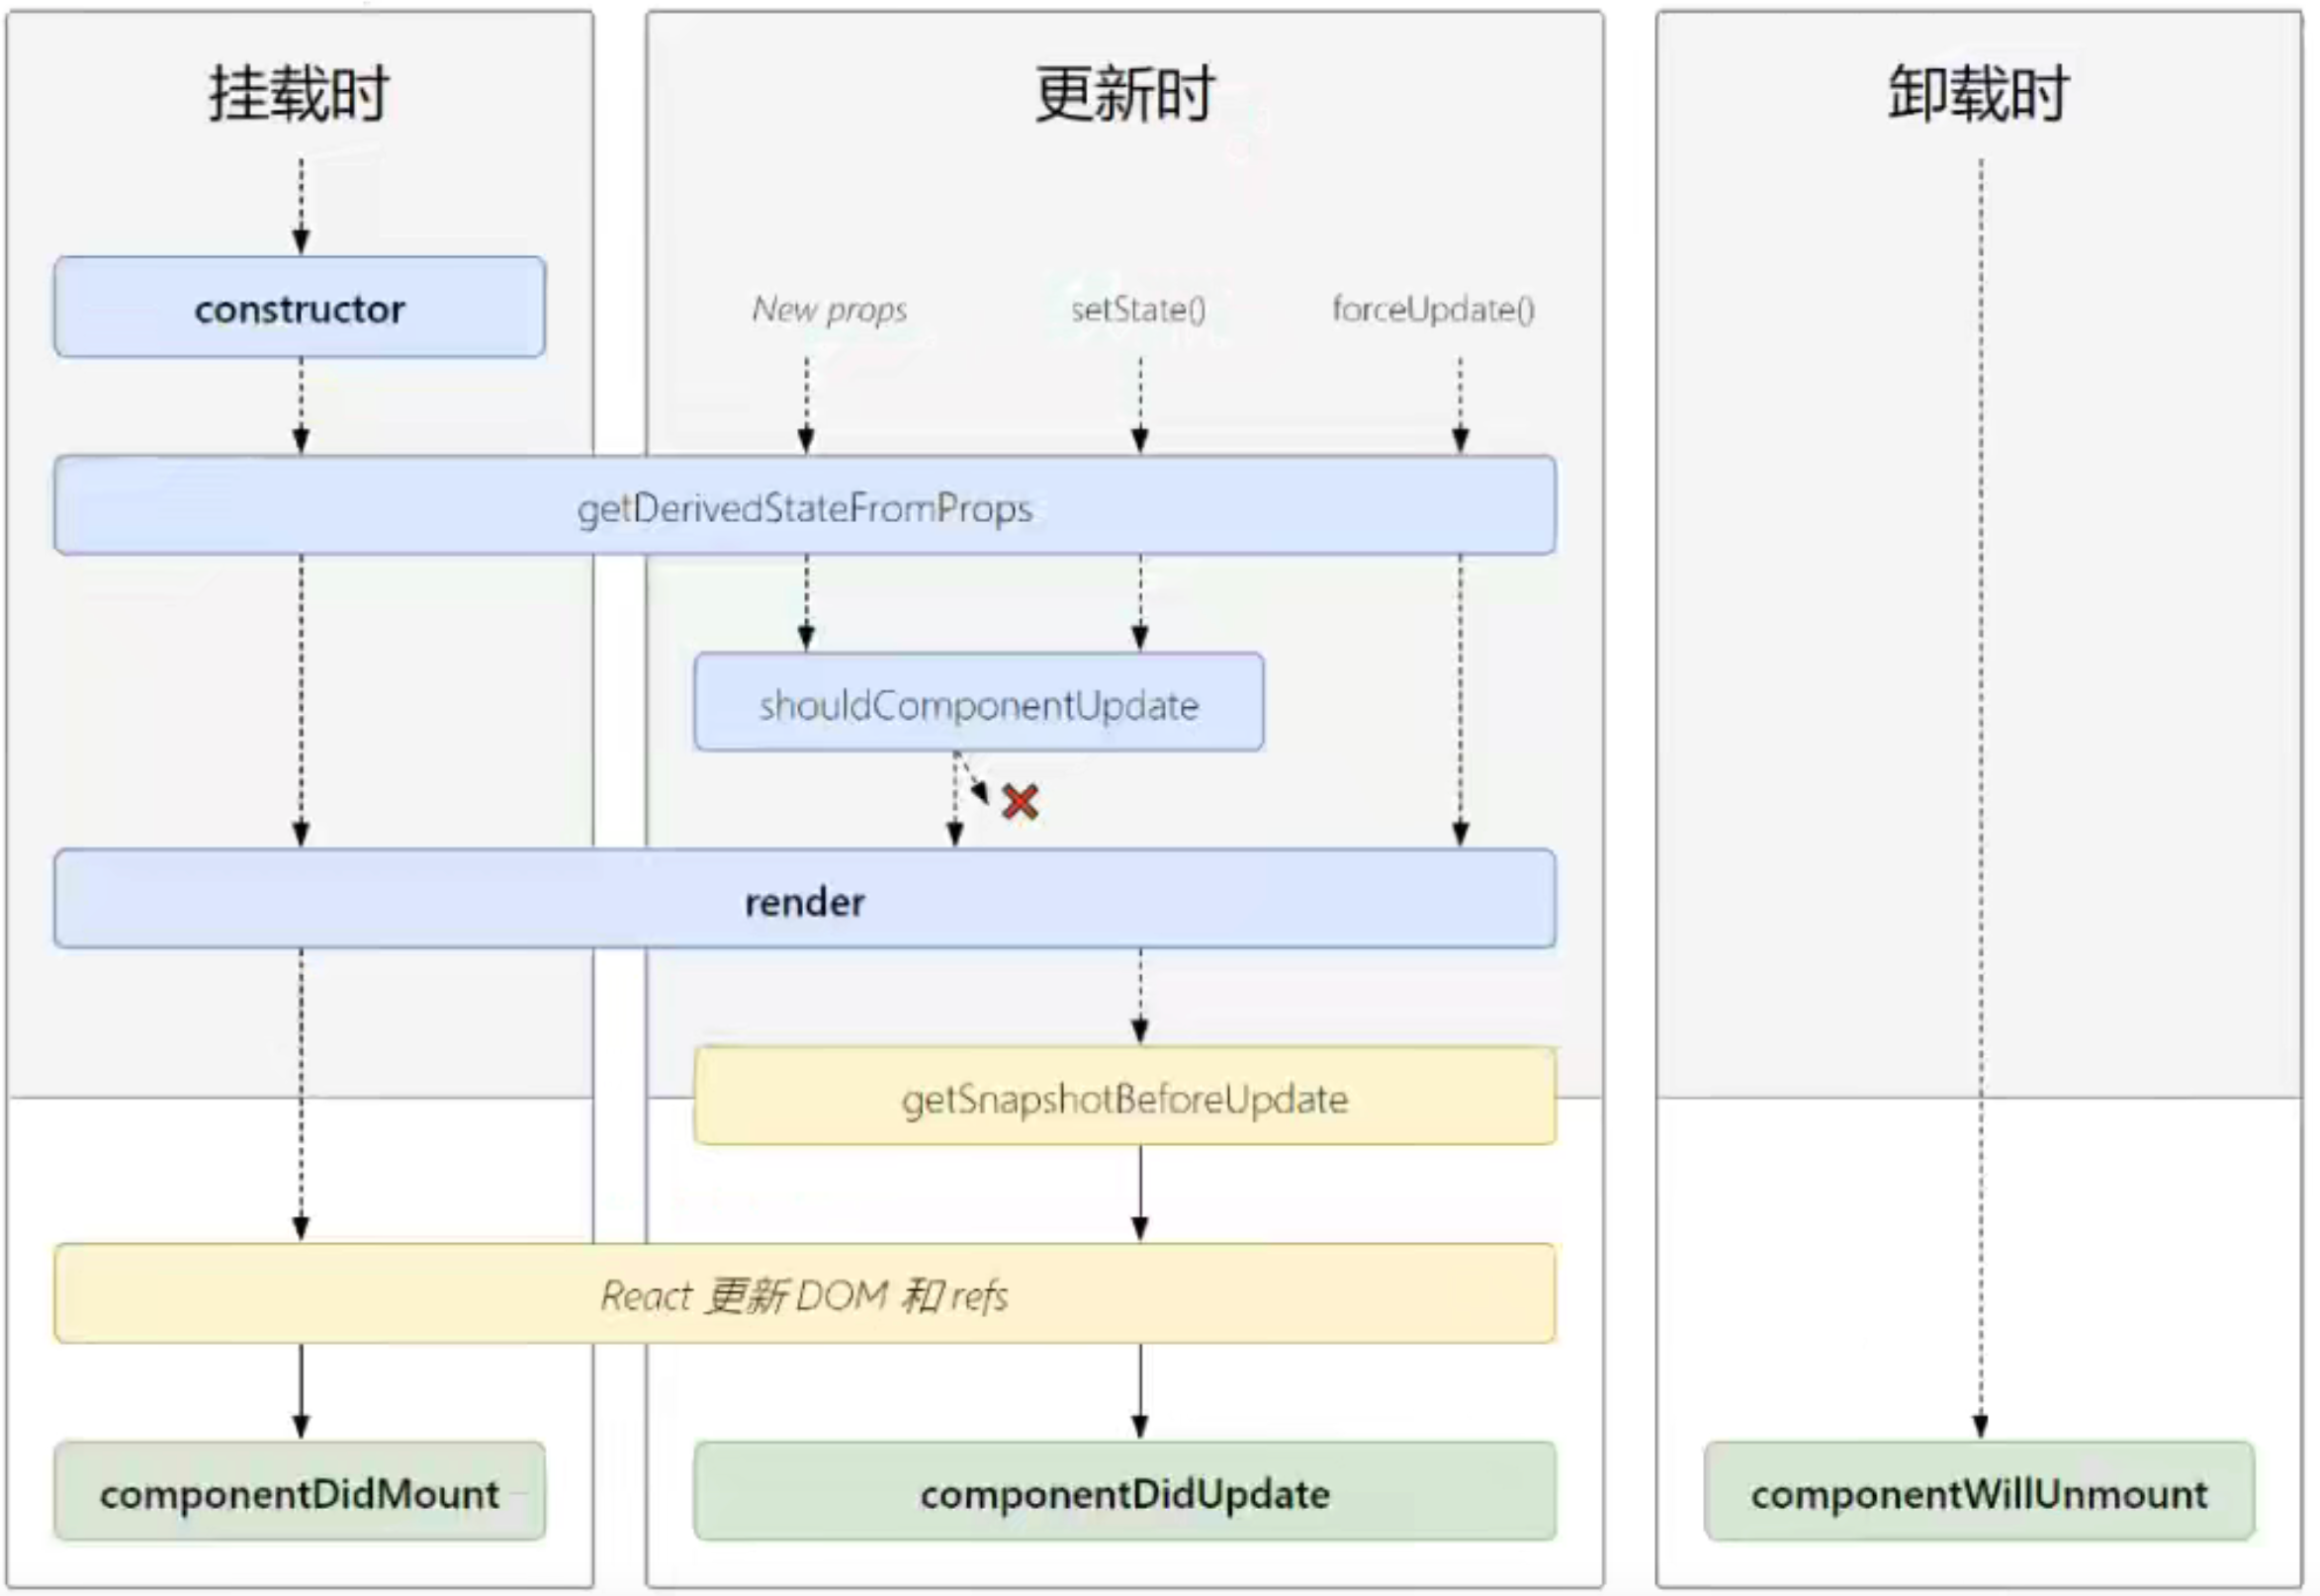 挂载时
更新时
卸载时
constructor
New props
setState()
forceUpdate()
getDerivedStateFromProps
shouldComponentUpdate
render
getSnapshotBeforeUpdate
React 更新 DOM 和 refs
componentDidMount
componentDidUpdate
componentWillUnmount